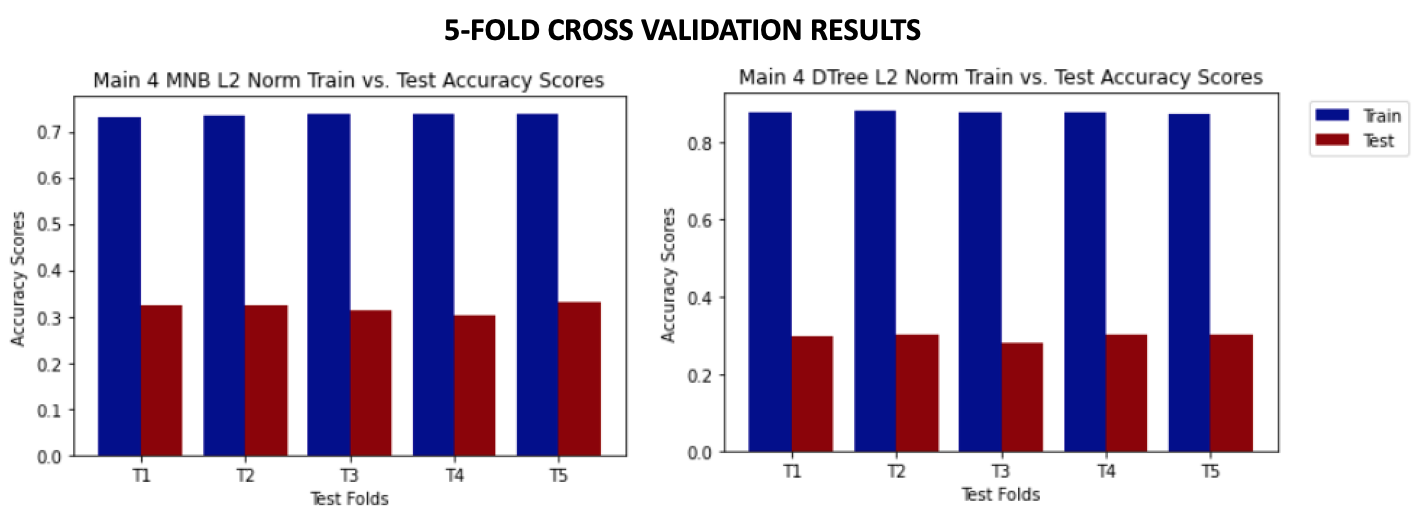 5-FOLD CROSS VALIDATION RESULTS
Main 4 MNB L2 Norm Train vs. Test Accuracy Scores
Accuracy Scores
0.7
0.6
0.5
0.4
0.3
0.2
0.1
0.0
T1 T2 T3 T4 T5
Test Folds
Main 4 DTree L2 Norm Train vs. Test Accuracy Scores
Accuracy Scores
0.8
0.6
0.4
0.2
0.0
T1 T2 T3 T4 T5
Test Folds
Train
Test